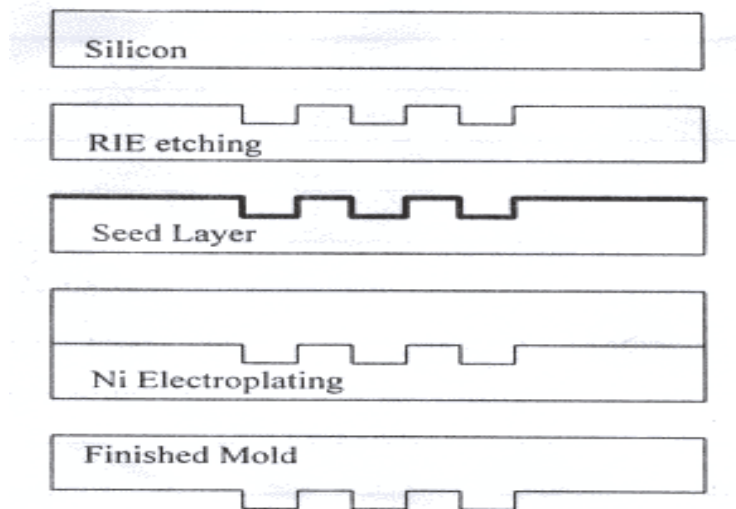 Silicon
RIE etching
Seed Layer
Ni Electroplating
Finished Mold